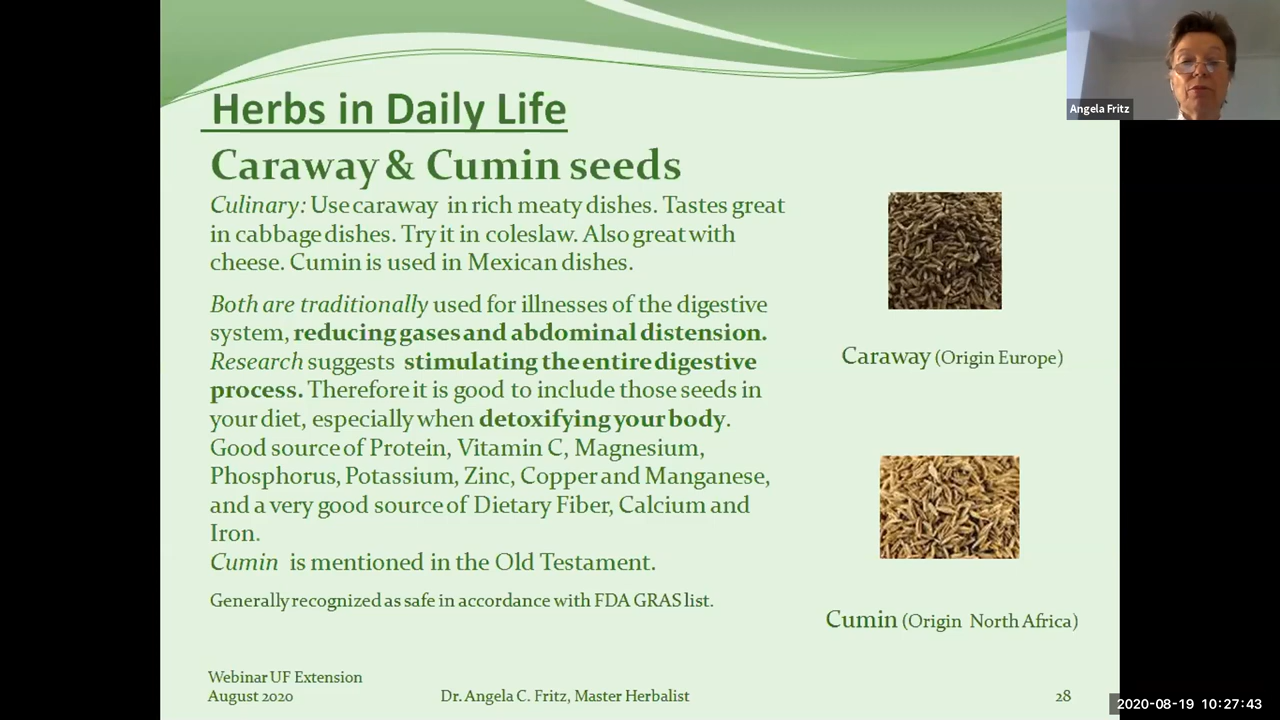 Herbs in Daily Life
Caraway & Cumin seeds
Culinary: Use caraway in rich meaty dishes. Tastes great
in cabbage dishes. Try it in coleslaw. Also great with
cheese. Cumin is used in Mexican dishes.
Both are traditionally used for illnesses of the digestive
system, reducing gases and abdominal distension.
Research suggests stimulating the entire digestive
process. Therefore it is good to include those seeds in
your diet, especially when detoxifying your body.
Good source of Protein, Vitamin C, Magnesium,
Phosphorus, Potassium, Zinc, Copper and Manganese,
and a very good source of Dietary Fiber, Calcium and
Iron.
Cumin is mentioned in the Old Testament.
Generally recognized as safe in accordance with FDA GRAS list.
Caraway (Origin Europe)
Cumin (Origin North Africa)
Webinar UF Extension
August 2020
Dr. Angela C. Fritz, Master Herbalist
28
Angela Fritz
2020-08-19 10:27:43